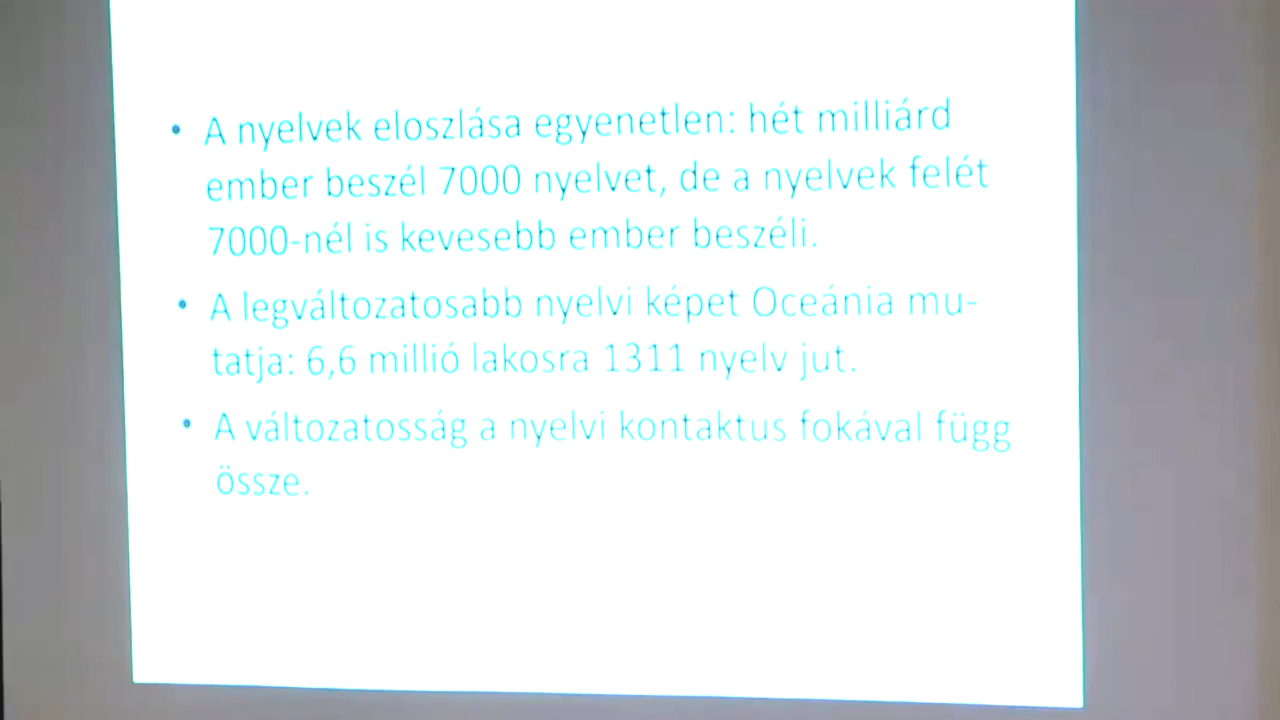 • A nyelvek eloszlása egyenetlen: hét milliárd
ember beszél 7000 nyelvet, de a nyelvek felét
7000-nél is kevesebb ember beszéli.
• A legváltozatosabb nyelvi képet Oceánia mu-
tatja: 6,6 millió lakosra 1311 nyelv jut.
• A változatosság a nyelvi kontaktus fokával függ
össze.